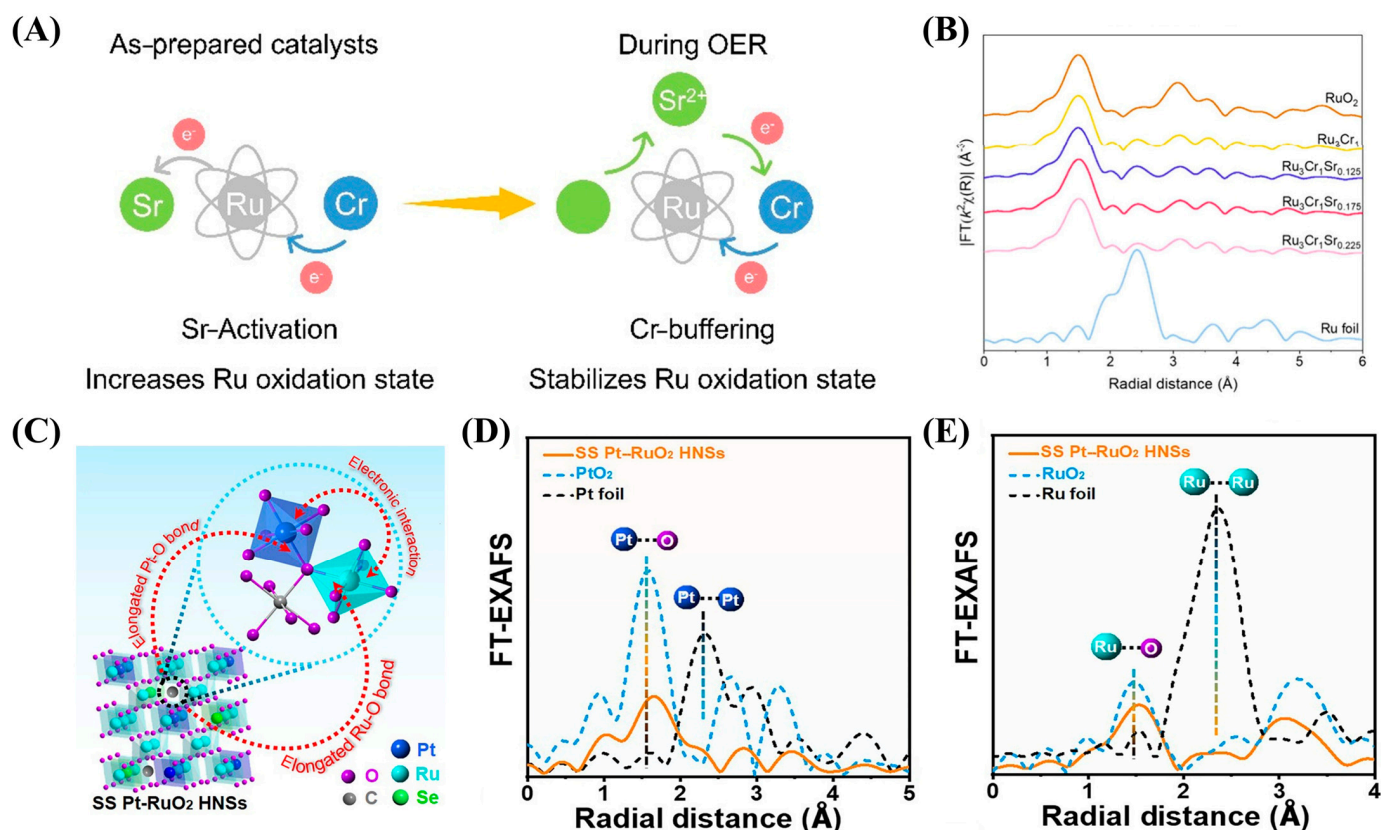 (A)
As-prepared catalysts
During OER
Sr²⁺
e⁻
e⁻
Sr
Ru
Cr
Ru
Cr
e⁻
e⁻
Sr-Activation
Cr-buffering
Increases Ru oxidation state
Stabilizes Ru oxidation state
(B)
|FT(k²χ(R)| (Å⁻³)
RuO₂
Ru₃Cr₁
Ru₃Cr₁Sr₀.₁₂₅
Ru₃Cr₁Sr₀.₁₇₅
Ru₃Cr₁Sr₀.₂₂₅
Ru foil
0 1 2 3 4 5 6
Radial distance (Å)
(C)
Elongated Pt-O bond
Electronic interaction
Elongated Ru-O bond
Pt
O
Ru
C
Se
SS Pt-RuO₂ HNSs
(D)
FT-EXAFS
SS Pt–RuO₂ HNSs
PtO₂
Pt foil
Pt O
Pt Pt
0 1 2 3 4 5
Radial distance (Å)
(E)
FT-EXAFS
SS Pt–RuO₂ HNSs
RuO₂
Ru foil
Ru Ru
Ru O
0 1 2 3 4
Radial distance (Å)